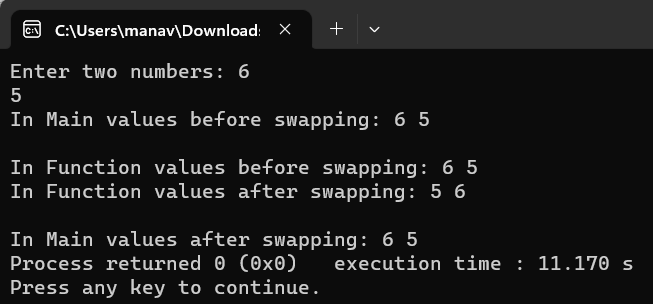 C:\Users\manav\Download
Enter two numbers: 6
5
In Main values before swapping: 6 5
In Function values before swapping: 6 5
In Function values after swapping: 5 6
In Main values after swapping: 6 5
Process returned 0 (0x0)   execution time : 11.170 s
Press any key to continue.